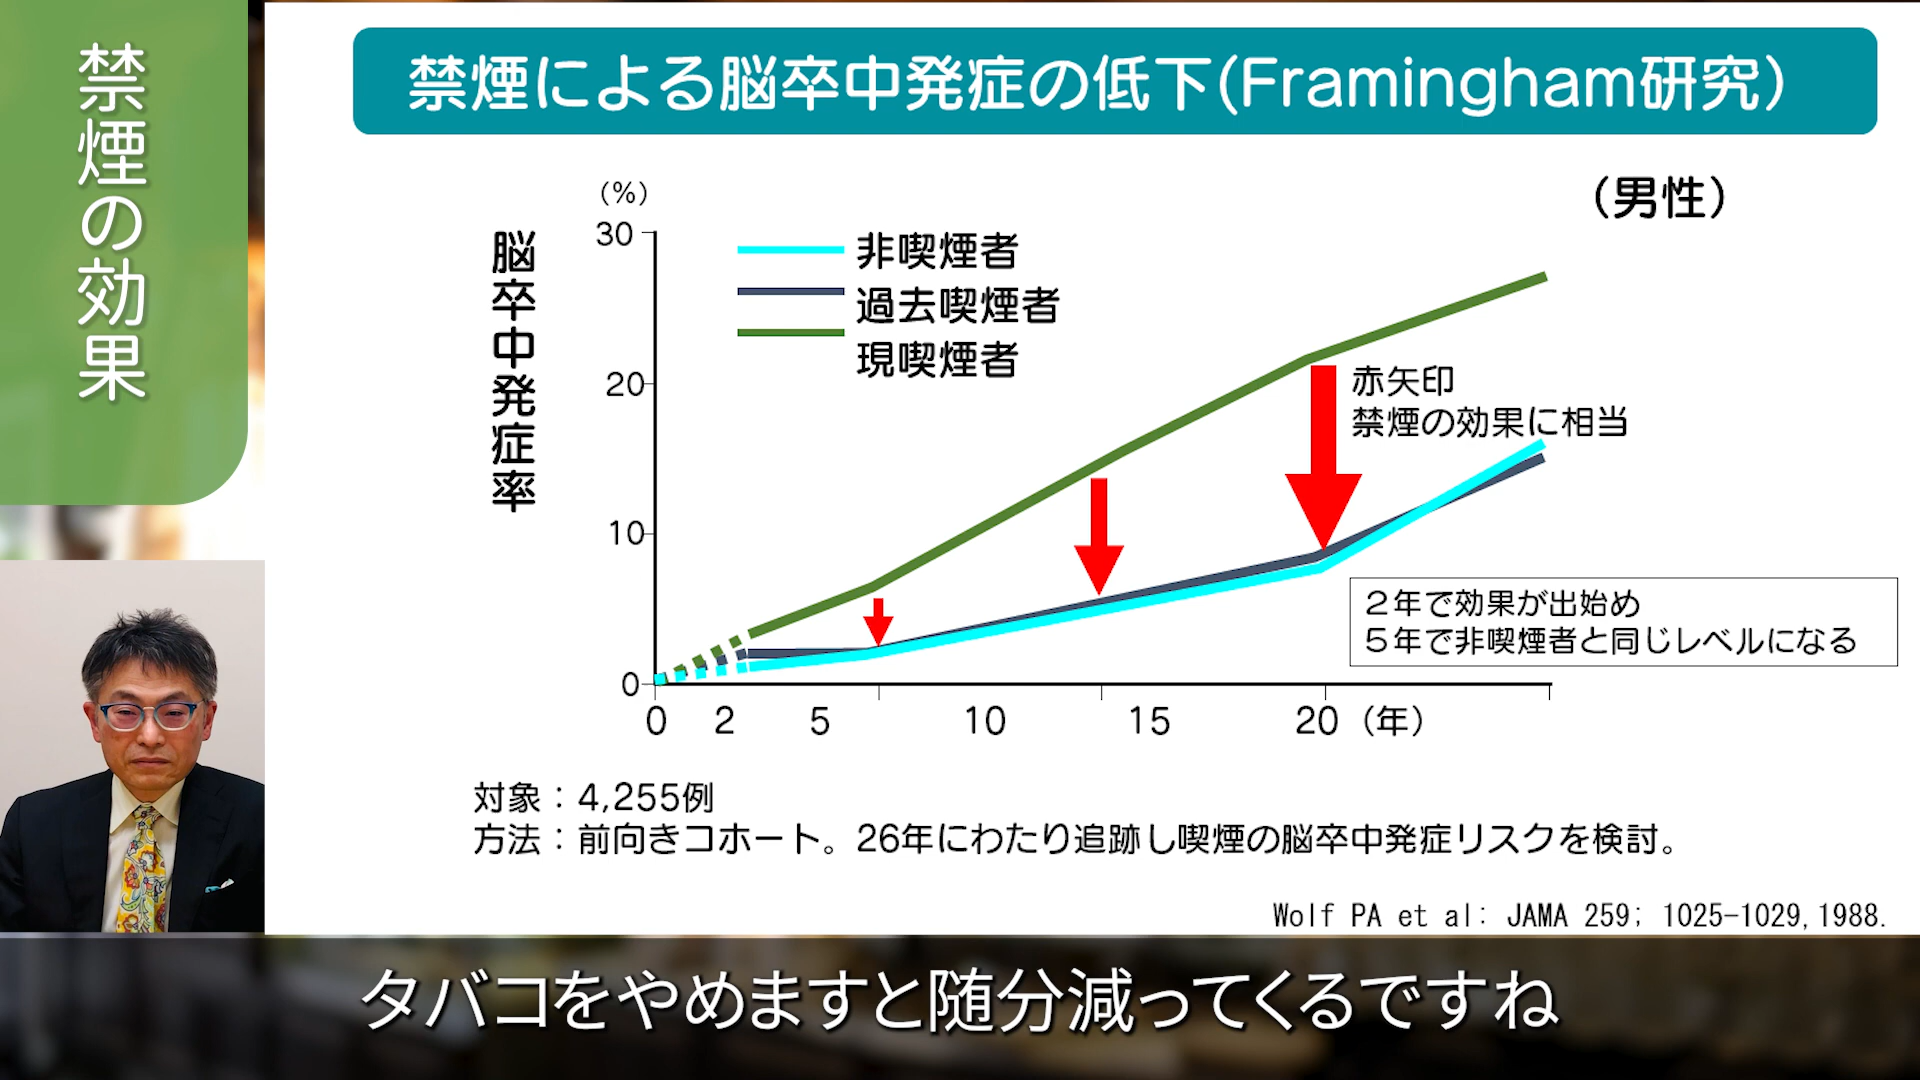 禁煙の効果
禁煙による脳卒中発症の低下(Framingham研究)
(男性)
(%)
脳卒中発症率
30
20
10
0
非喫煙者
過去喫煙者
現喫煙者
赤矢印
禁煙の効果に相当
2年で効果が出始め
5年で非喫煙者と同じレベルになる
0 2 5 10 15 20 (年)
対象：4,255例
方法：前向きコホート。26年にわたり追跡し喫煙の脳卒中発症リスクを検討。
Wolf PA et al: JAMA 259; 1025-1029,1988.
タバコをやめますと随分減ってくるですね